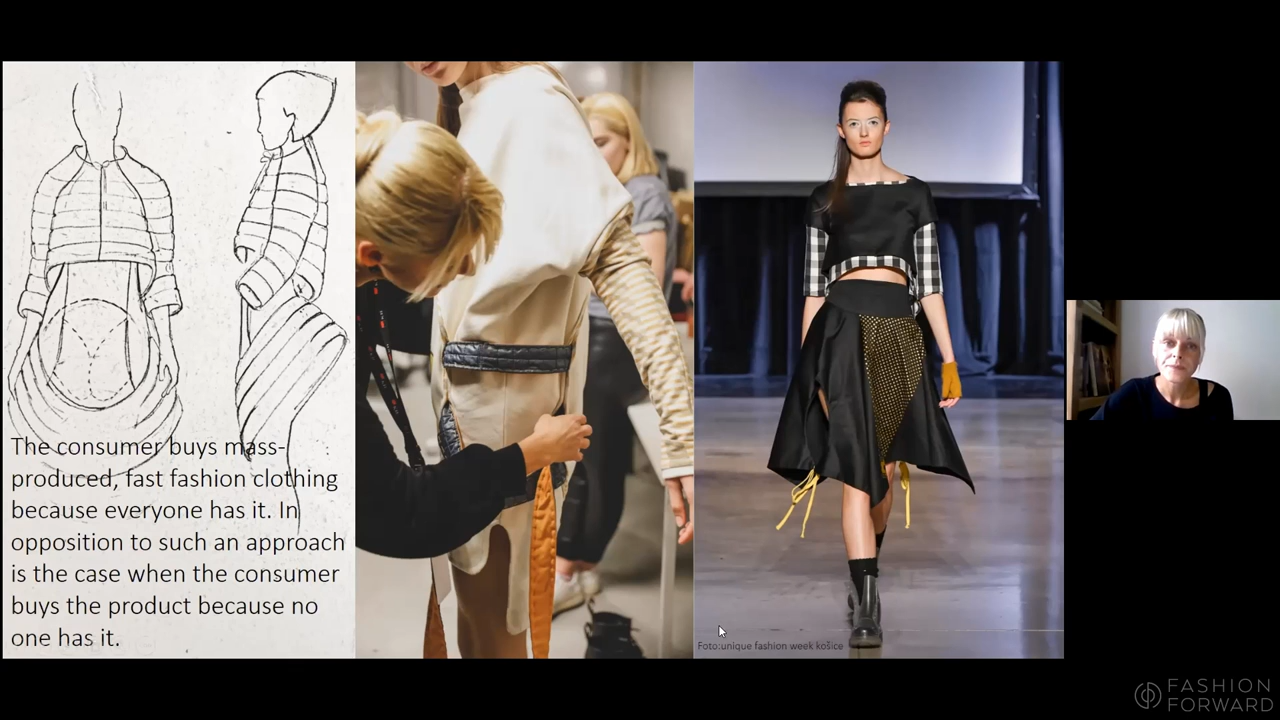 The consumer buys mass-
produced, fast fashion clothing
because everyone has it. In
opposition to such an approach
is the case when the consumer
buys the product because no
one has it.
Foto:unique fashion week košice
FASHION
FORWARD